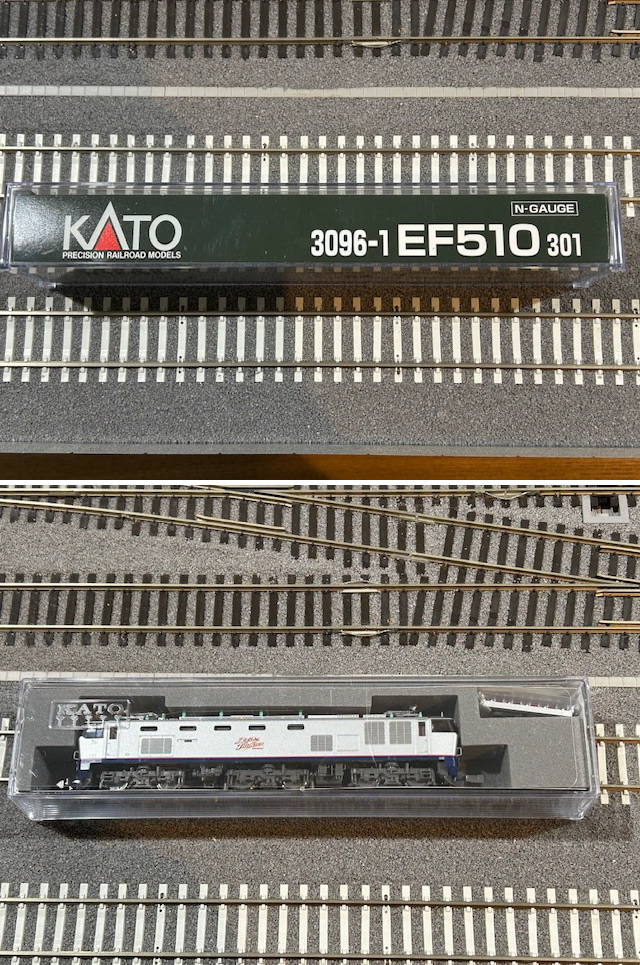 N-GAUGE
KATO
PRECISION RAILROAD MODELS
3096-1 EF510 301
KATO